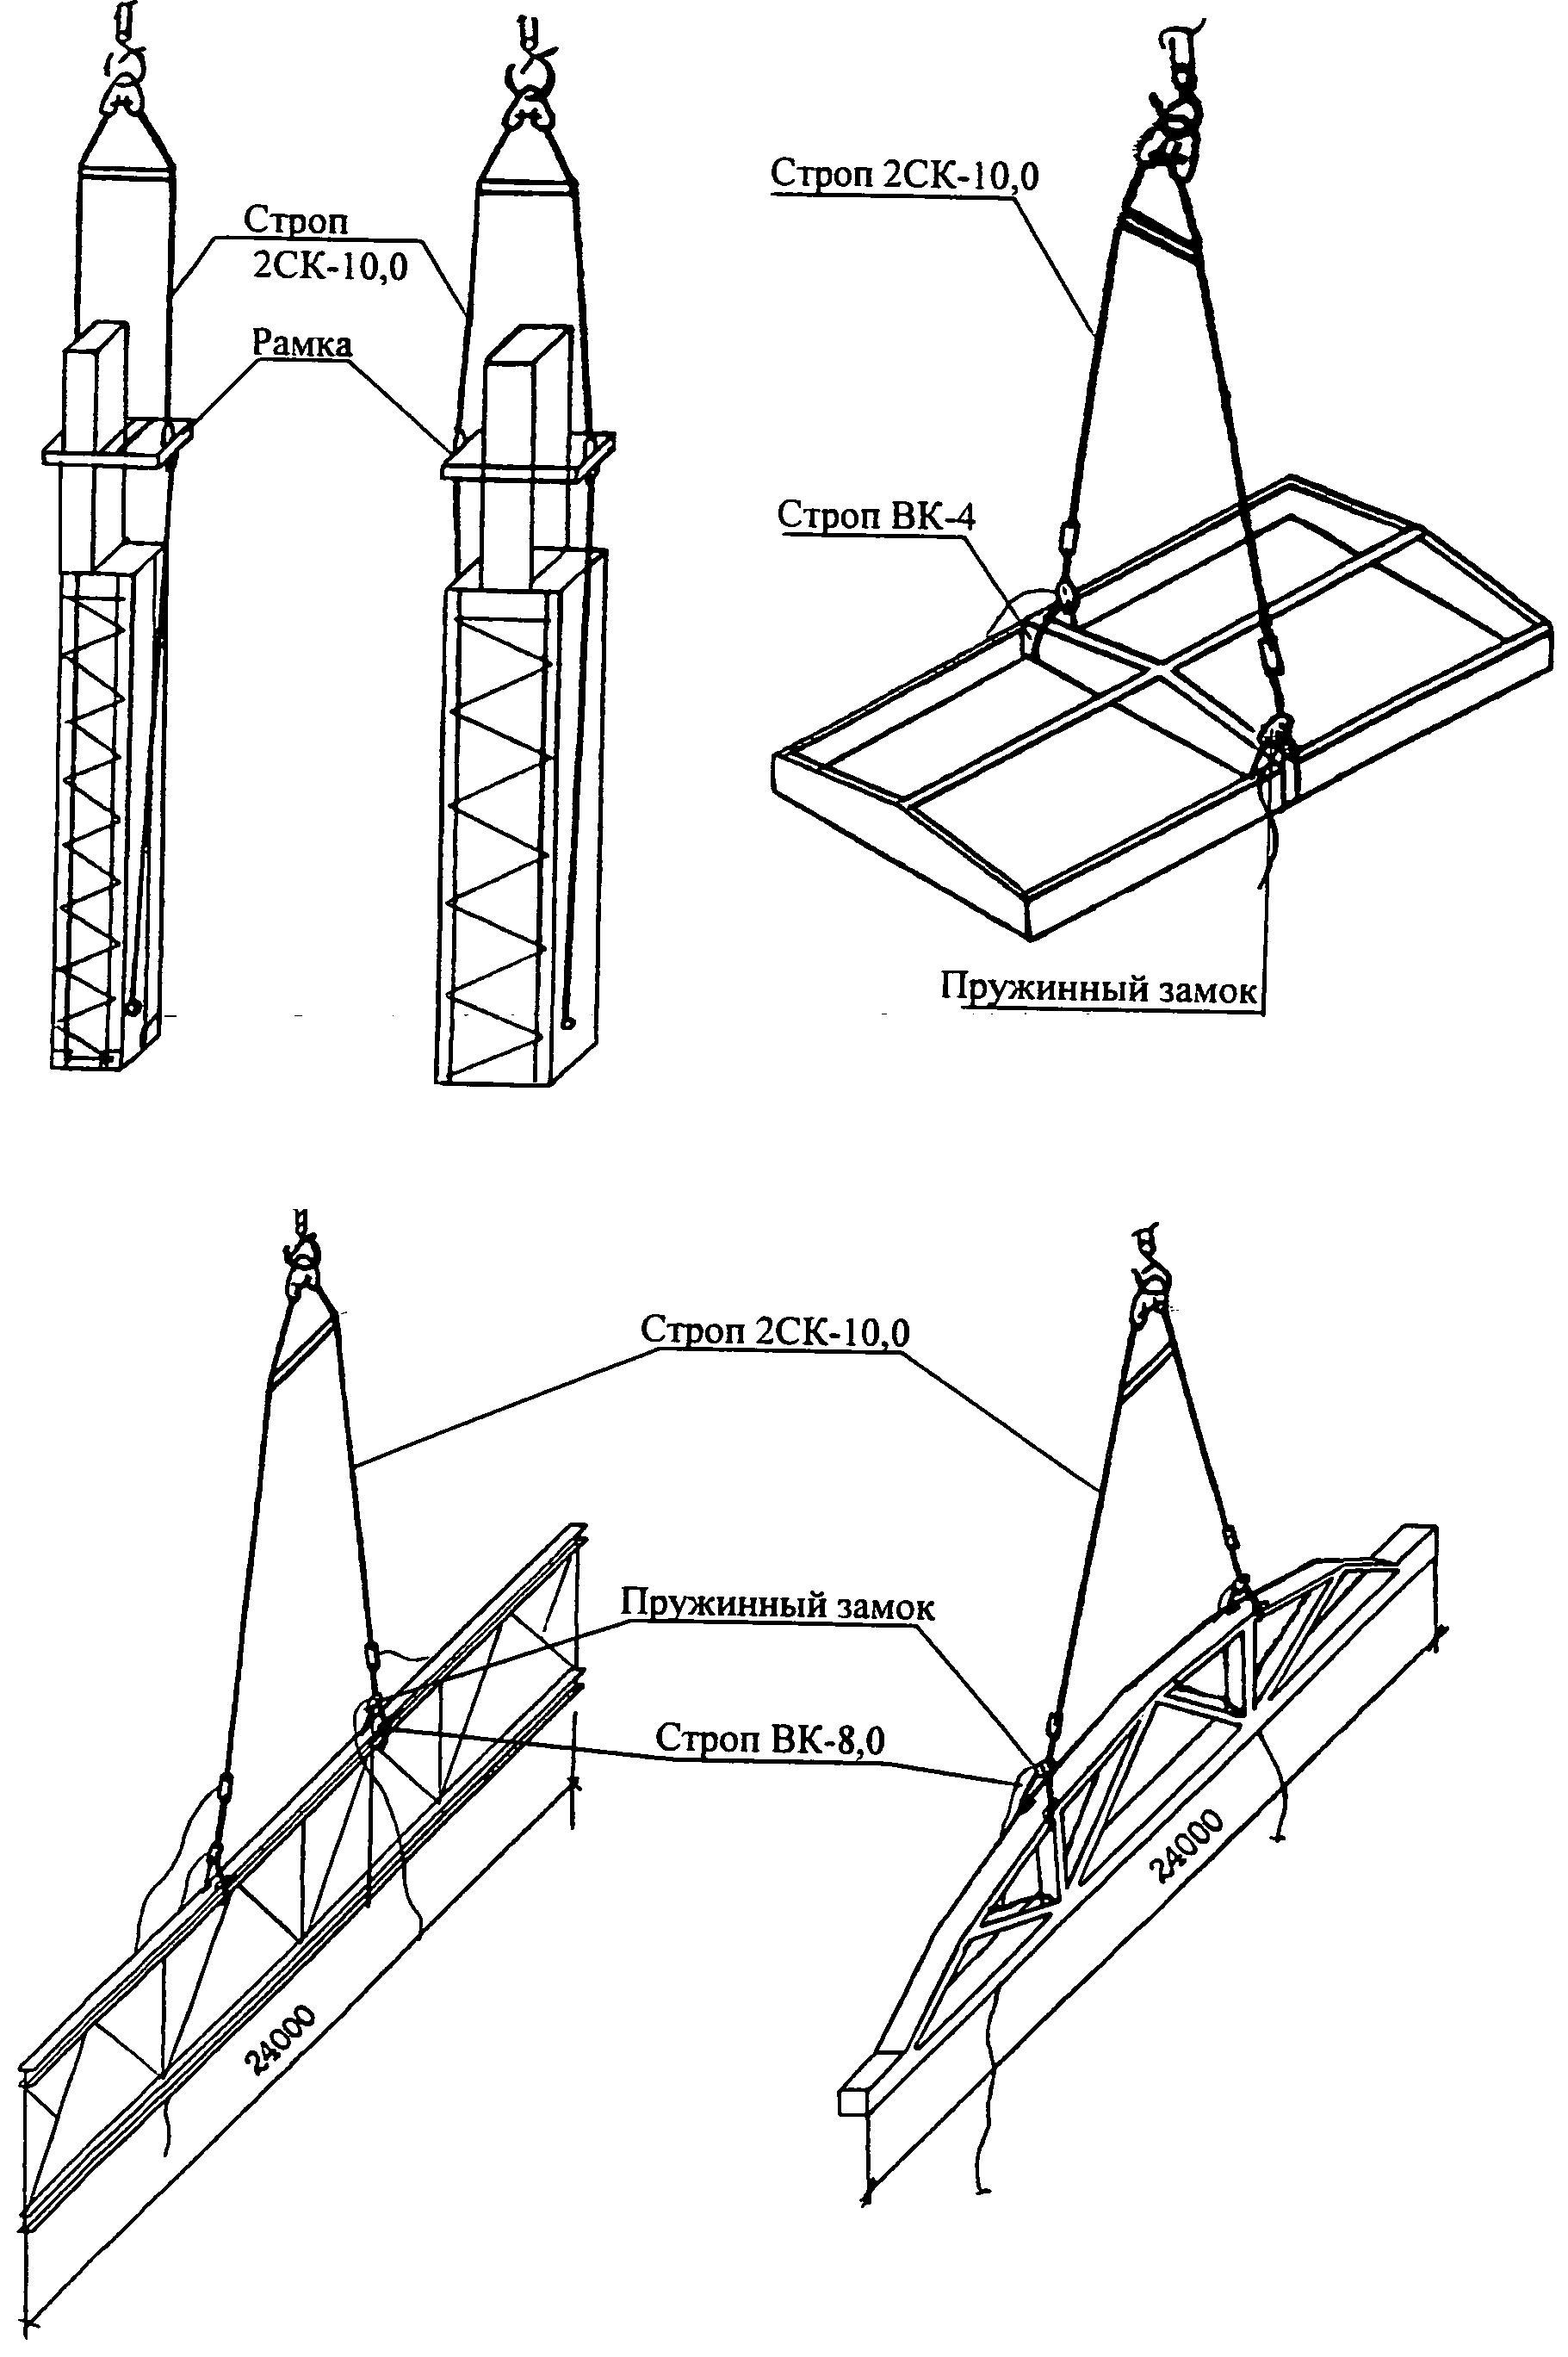 Строп
2СК-10,0
Рамка
Строп 2СК-10,0
Строп ВК-4
Пружинный замок
Строп 2СК-10,0
Пружинный замок
Строп ВК-8,0
24000
24000